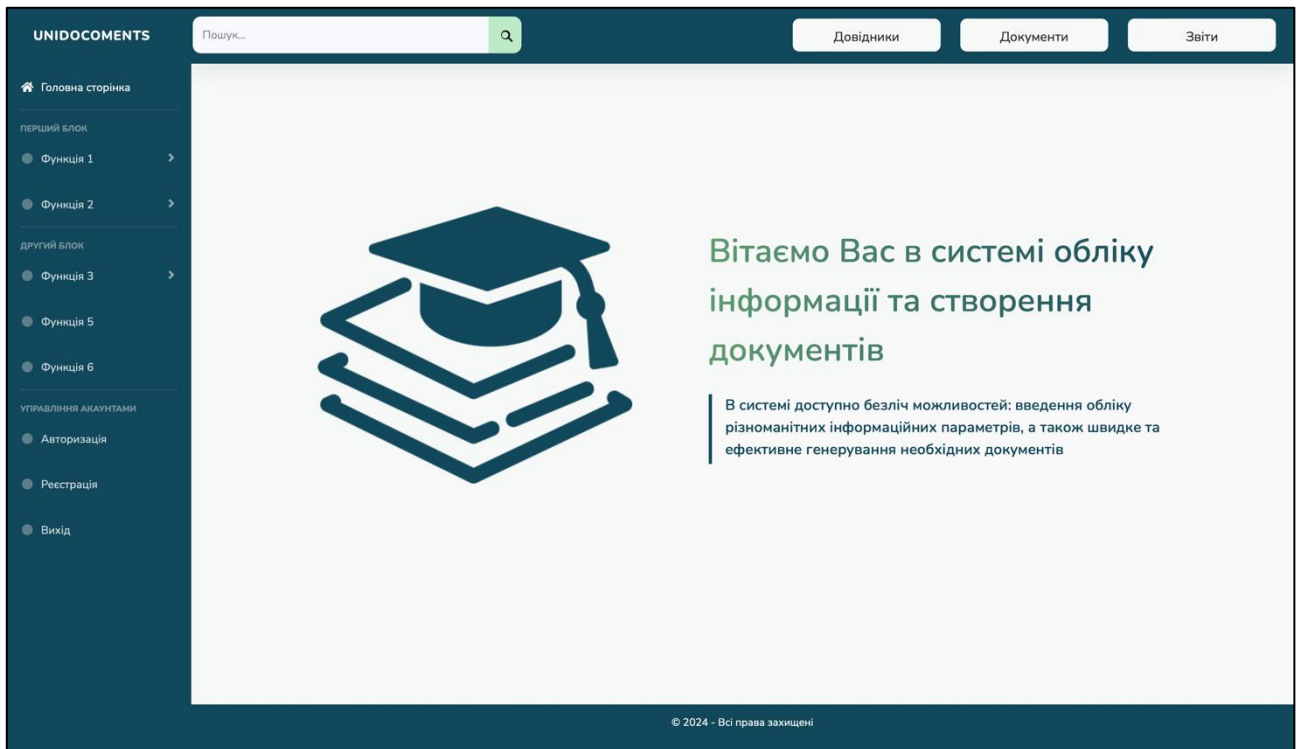 UNIDOCOMENTS
Пошук...
Довідники
Документи
Звіти
Головна сторінка
ПЕРШИЙ БЛОК
Функція 1
Функція 2
ДРУГИЙ БЛОК
Функція 3
Функція 5
Функція 6
УПРАВЛІННЯ АКАУНТАМИ
Авторизація
Реєстрація
Вихід
Вітаємо Вас в системі обліку
інформації та створення
документів
В системі доступно безліч можливостей: введення обліку
різноманітних інформаційних параметрів, а також швидке та
ефективне генерування необхідних документів
© 2024 - Всі права захищені